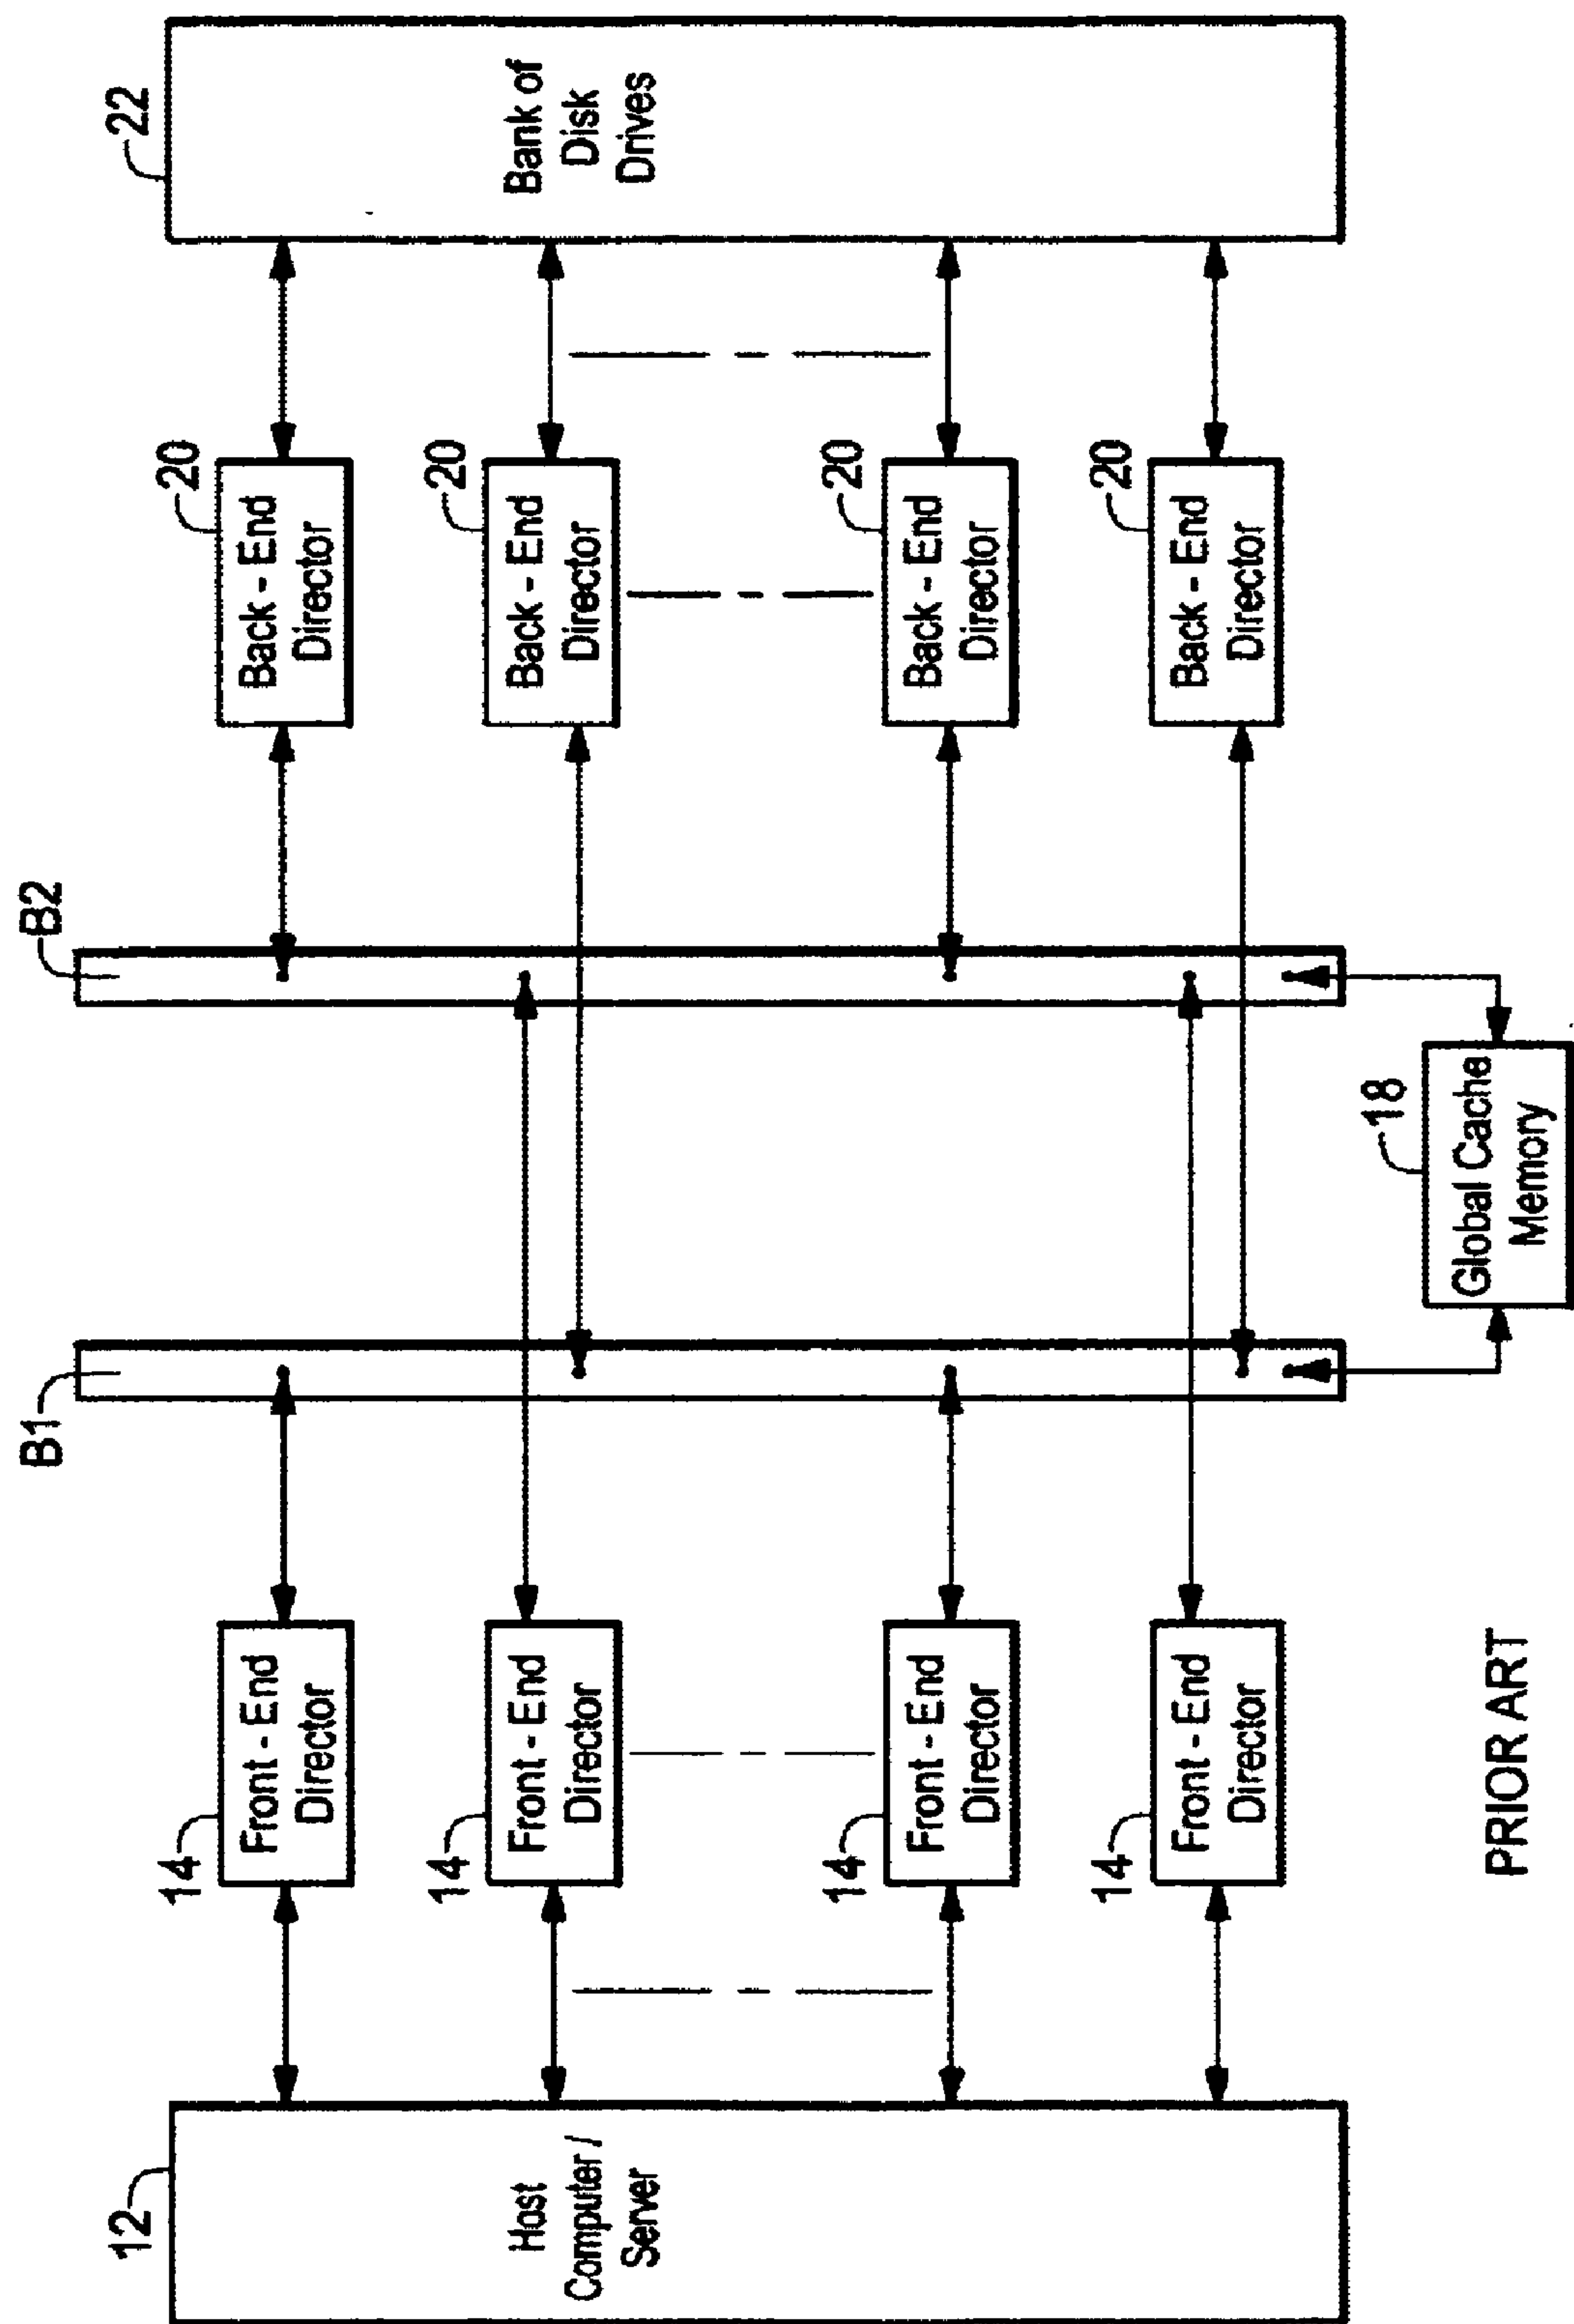 12
Host
Computer /
Server
14
Front - End
Director
14
Front - End
Director
14
Front - End
Director
14
Front - End
Director
B1
B2
18
Global Cache
Memory
20
Back - End
Director
20
Back - End
Director
20
Back - End
Director
20
Back - End
Director
22
Bank of
Disk
Drives
PRIOR ART